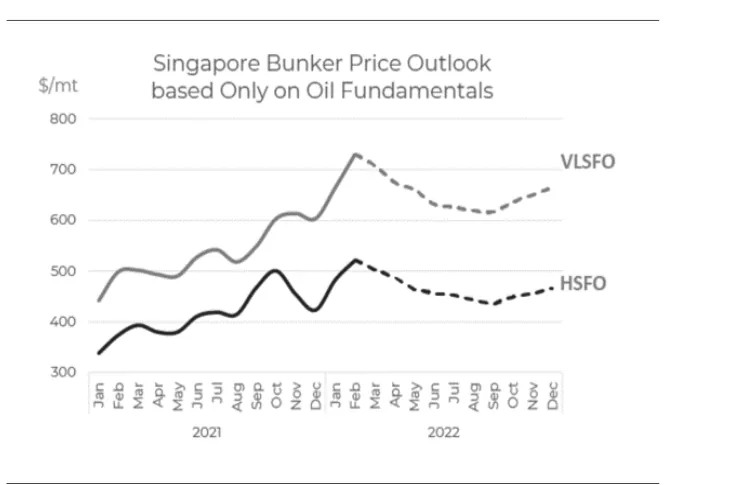 Singapore Bunker Price Outlook
based Only on Oil Fundamentals
$/mt
800
700
600
500
400
300
VLSFO
HSFO
Jan Feb Mar Apr May Jun Jul Aug Sep Oct Nov Dec Jan Feb Mar Apr May Jun Jul Aug Sep Oct Nov Dec
2021 2022